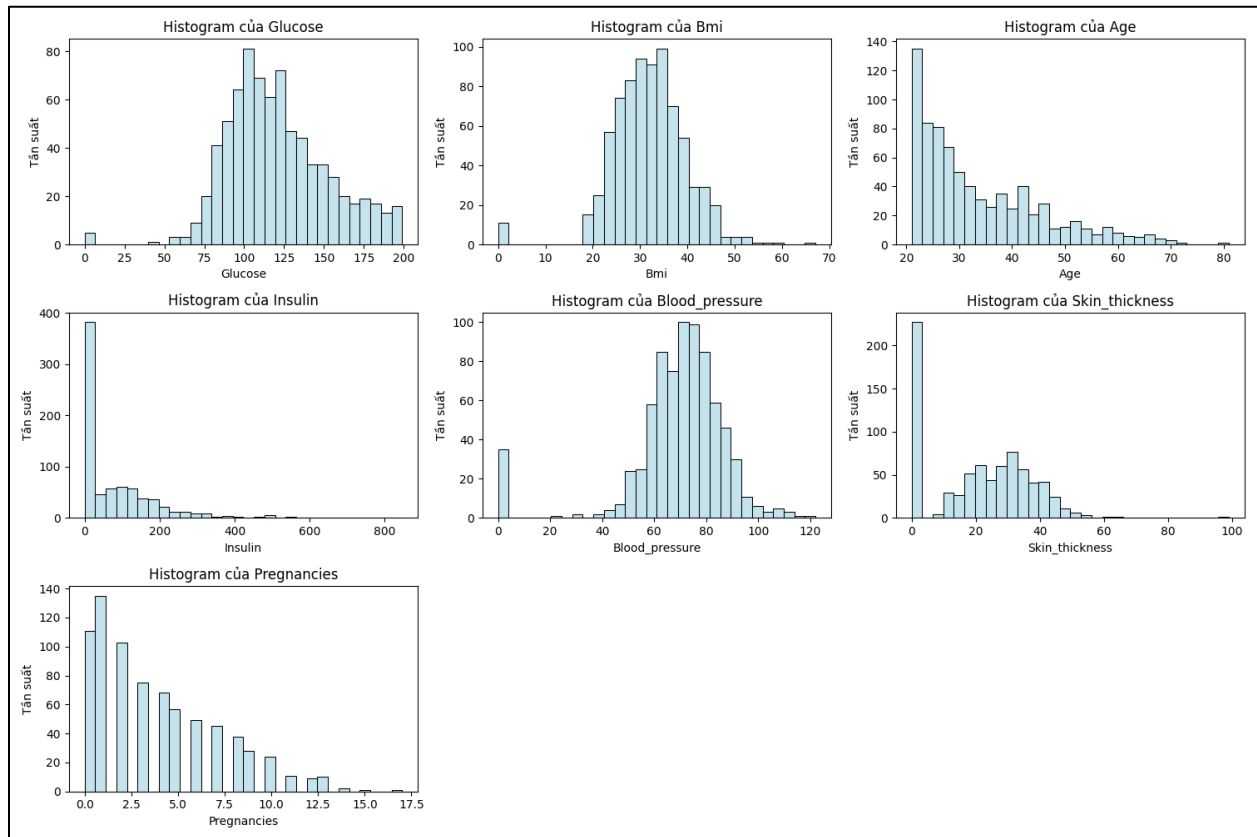 Histogram của Glucose
Tần suất
80
60
40
20
0
0 25 50 75 100 125 150 175 200
Glucose
Histogram của Bmi
Tần suất
100
80
60
40
20
0
0 10 20 30 40 50 60 70
Bmi
Histogram của Age
Tần suất
140
120
100
80
60
40
20
0
20 30 40 50 60 70 80
Age
Histogram của Insulin
Tần suất
400
300
200
100
0
0 200 400 600 800
Insulin
Histogram của Blood_pressure
Tần suất
100
80
60
40
20
0
0 20 40 60 80 100 120
Blood_pressure
Histogram của Skin_thickness
Tần suất
200
150
100
50
0
0 20 40 60 80 100
Skin_thickness
Histogram của Pregnancies
Tần suất
140
120
100
80
60
40
20
0
0.0 2.5 5.0 7.5 10.0 12.5 15.0 17.5
Pregnancies